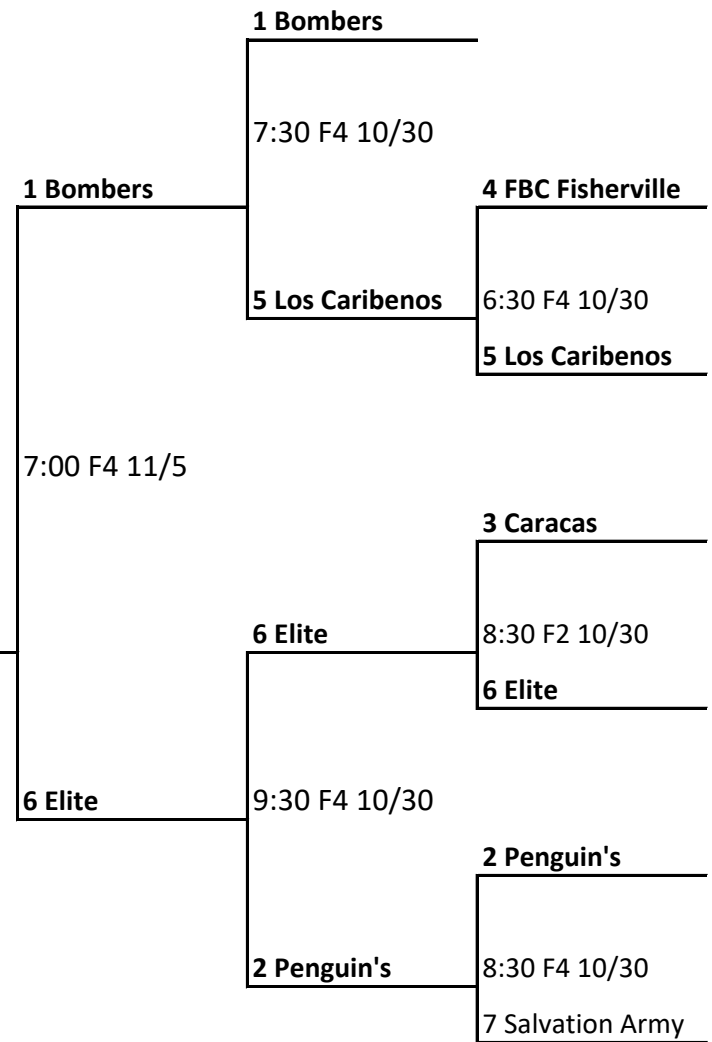 1 Bombers
7:30 F4 10/30
1 Bombers
4 FBC Fisherville
5 Los Caribenos
6:30 F4 10/30
5 Los Caribenos
7:00 F4 11/5
3 Caracas
6 Elite
8:30 F2 10/30
6 Elite
6 Elite
9:30 F4 10/30
2 Penguin's
2 Penguin's
8:30 F4 10/30
7 Salvation Army